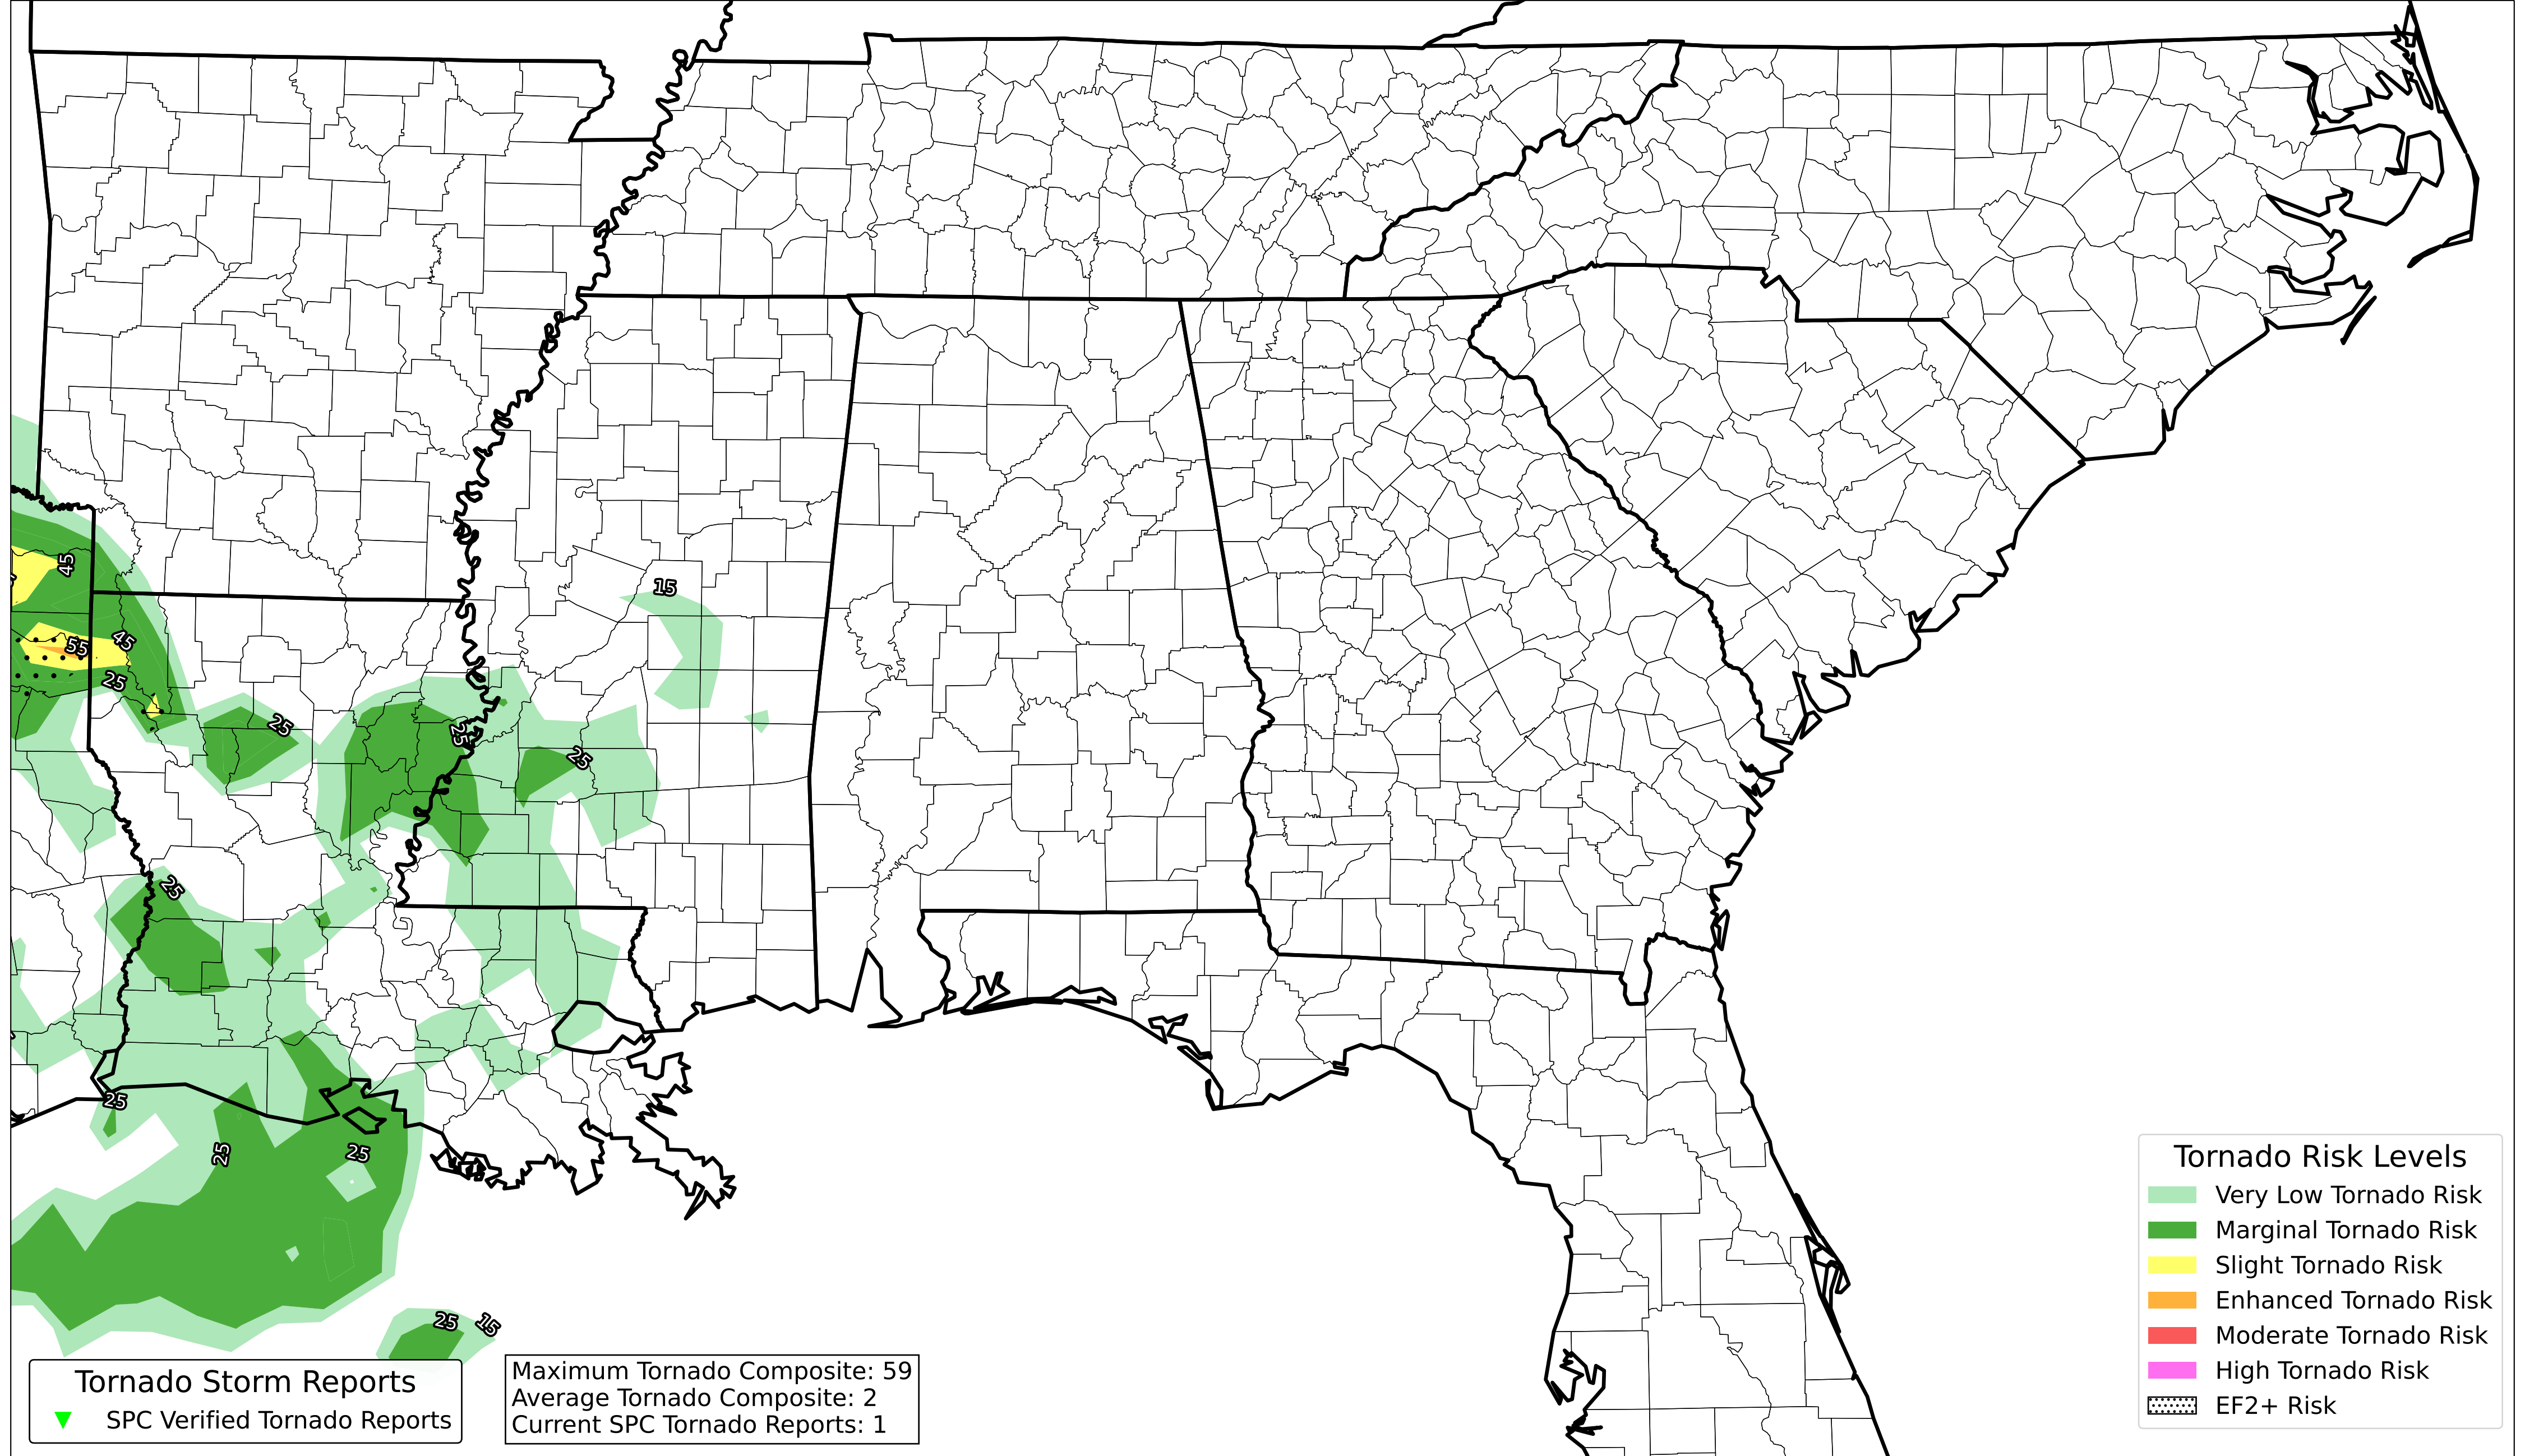 15
45
55
45
25
25
25
25
25
25
25
25
25
15
Tornado Risk Levels
Very Low Tornado Risk
Marginal Tornado Risk
Slight Tornado Risk
Enhanced Tornado Risk
Moderate Tornado Risk
High Tornado Risk
EF2+ Risk
Tornado Storm Reports
SPC Verified Tornado Reports
Maximum Tornado Composite: 59
Average Tornado Composite: 2
Current SPC Tornado Reports: 1